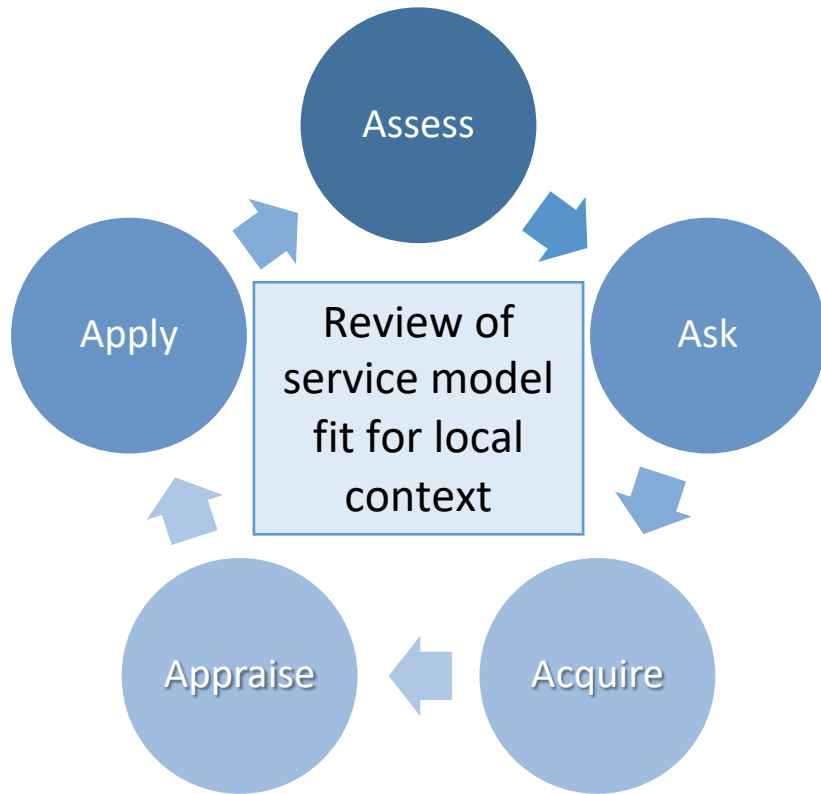 Assess
Apply
Review of
service model
fit for local
context
Ask
Appraise
Acquire